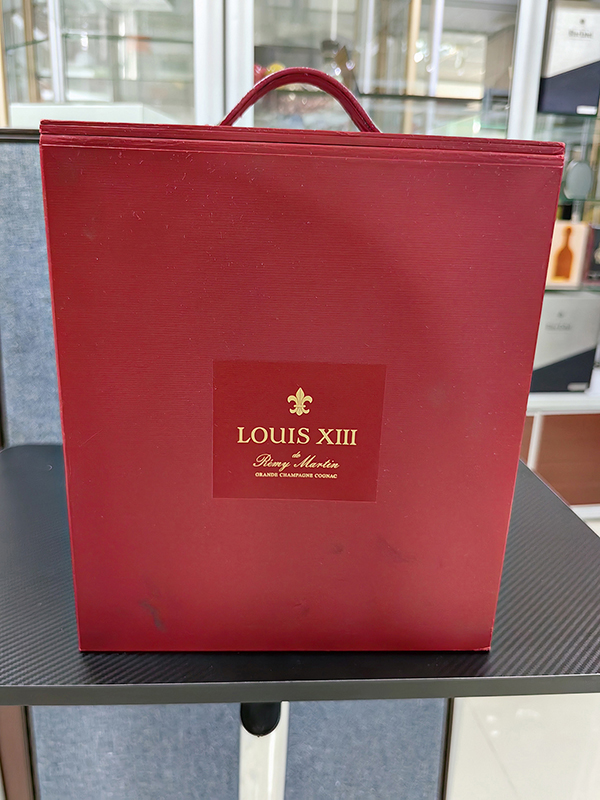 LOUIS XIII
de
Rémy Martin
GRANDE CHAMPAGNE COGNAC